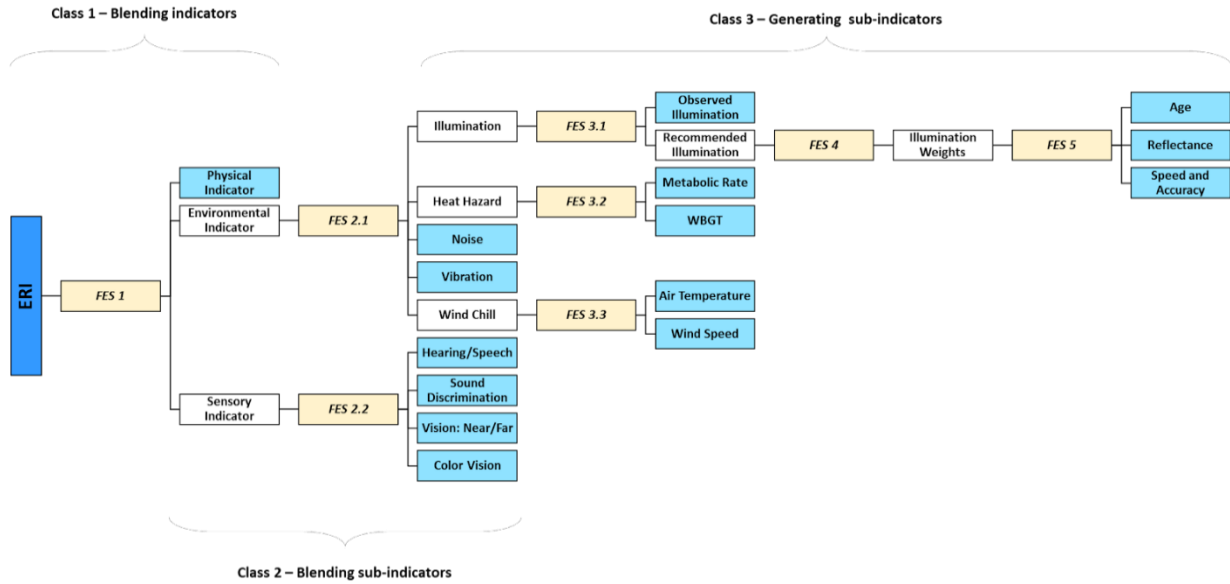 Class 1 – Blending indicators
Class 3 – Generating sub-indicators
ERI
FES 1
Physical
Indicator
Environmental
Indicator
Sensory
Indicator
FES 2.1
FES 2.2
Illumination
Heat Hazard
Noise
Vibration
Wind Chill
Hearing/Speech
Sound
Discrimination
Vision: Near/Far
Color Vision
FES 3.1
FES 3.2
FES 3.3
Observed
Illumination
Recommended
Illumination
Metabolic Rate
WBGT
Air Temperature
Wind Speed
FES 4
Illumination
Weights
FES 5
Age
Reflectance
Speed and
Accuracy
Class 2 – Blending sub-indicators